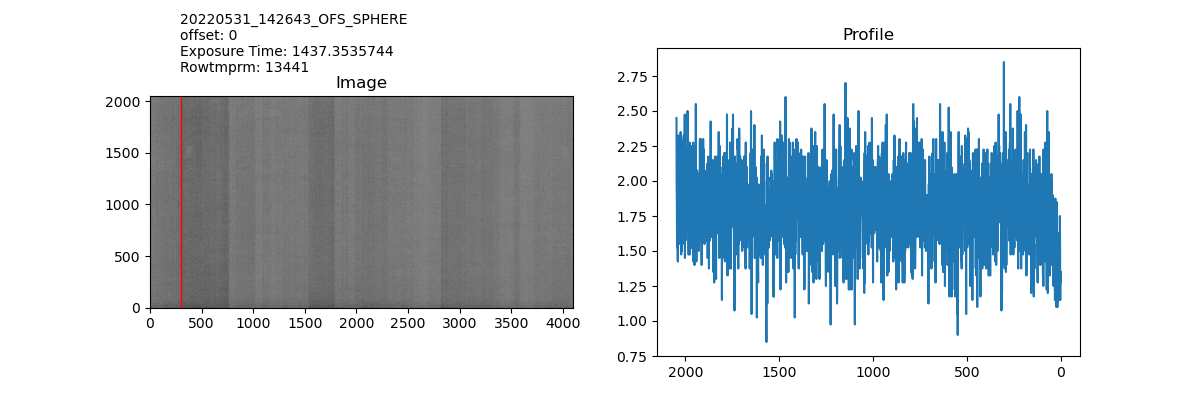 20220531_142643_OFS_SPHERE
offset: 0
Exposure Time: 1437.3535744
Rowtmprm: 13441
Image
2000
1500
1000
500
0
0 500 1000 1500 2000 2500 3000 3500 4000
Profile
2.75
2.50
2.25
2.00
1.75
1.50
1.25
1.00
0.75
2000 1500 1000 500 0